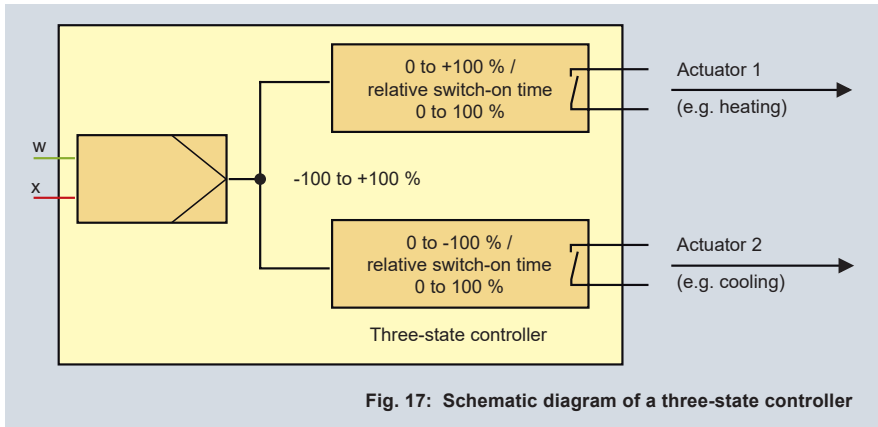 0 to +100 % /
relative switch-on time
0 to 100 %
Actuator 1
(e.g. heating)
w
x
-100 to +100 %
0 to -100 % /
relative switch-on time
0 to 100 %
Actuator 2
(e.g. cooling)
Three-state controller
Fig. 17: Schematic diagram of a three-state controller